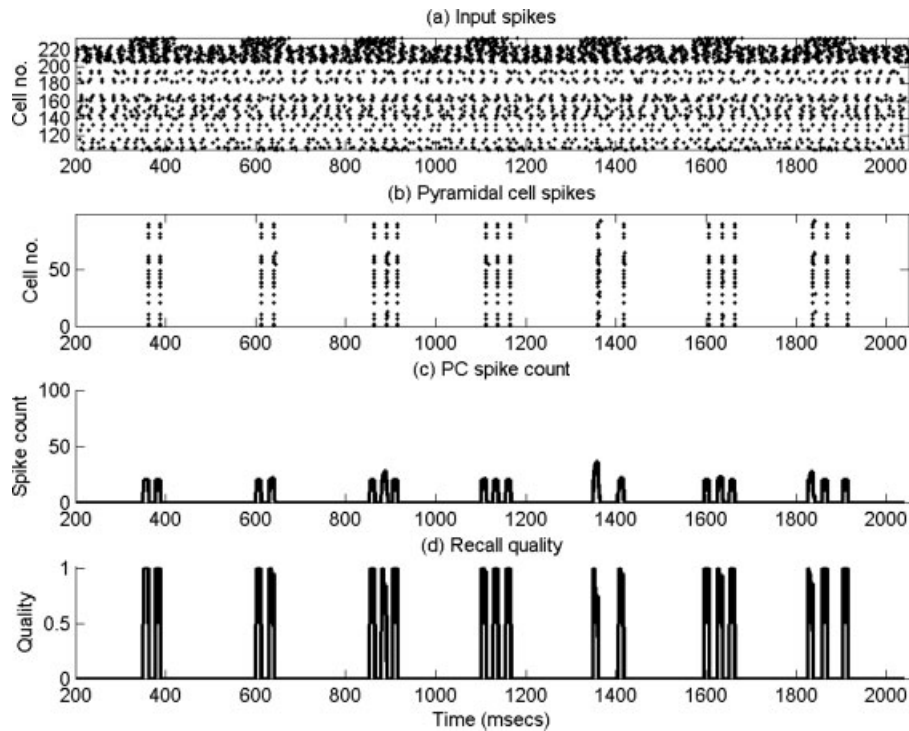 (a) Input spikes
Cell no.
220
200
180
160
140
120
200 400 600 800 1000 1200 1400 1600 1800 2000
(b) Pyramidal cell spikes
Cell no.
50
0
200 400 600 800 1000 1200 1400 1600 1800 2000
(c) PC spike count
Spike count
100
50
0
200 400 600 800 1000 1200 1400 1600 1800 2000
(d) Recall quality
Quality
1
0.5
0
200 400 600 800 1000 1200 1400 1600 1800 2000
Time (msecs)